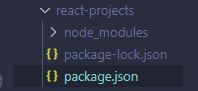 react-projects
node_modules
{} package-lock.json
{} package.json